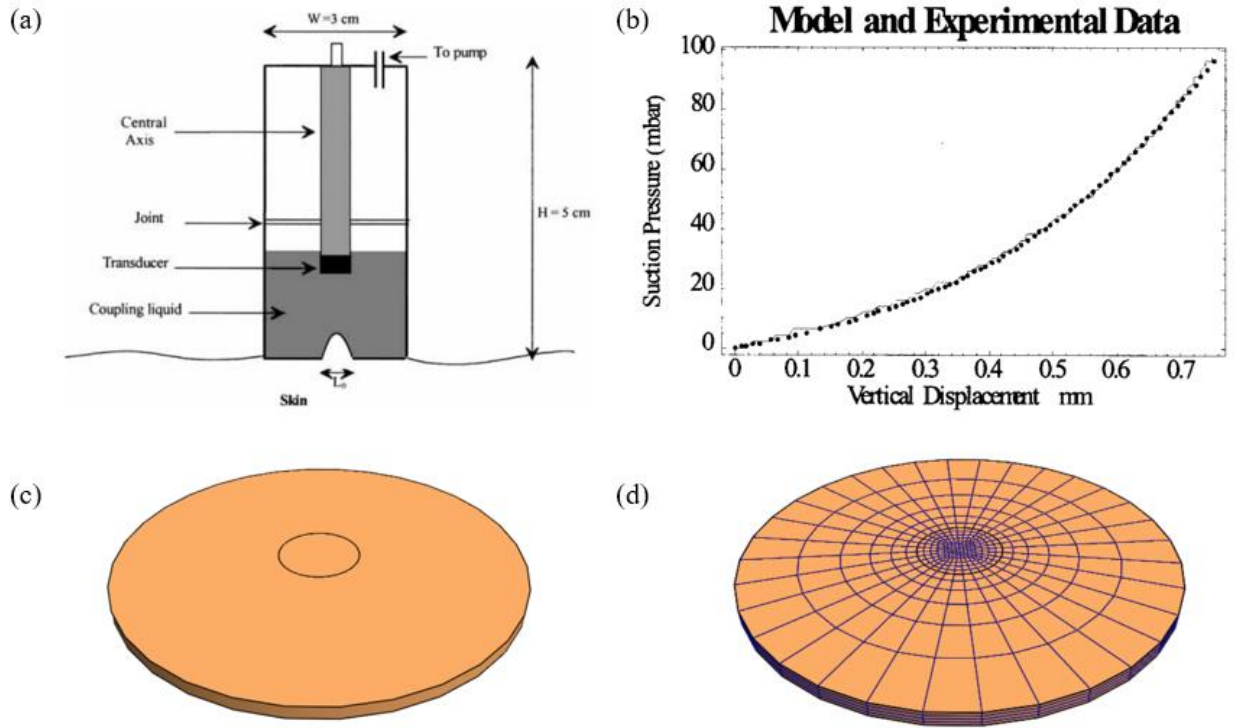 (a)
W =3 cm
To pump
Central
Axis
Joint
H = 5 cm
Transducer
Coupling liquid
L₀
Skin
(b)
Model and Experimental Data
Suction Pressure ( mbar)
100
80
60
40
20
0
0 0.1 0.2 0.3 0.4 0.5 0.6 0.7
Vertical Displacement mm
(c)
(d)